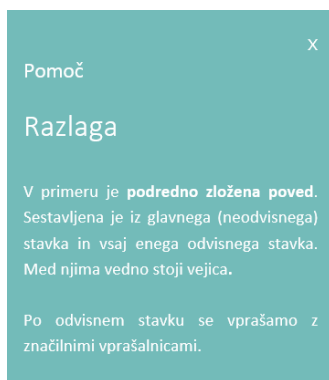 X
Pomoč
Razlaga
V primeru je podredno zložena poved.
Sestavljena je iz glavnega (neodvisnega)
stavka in vsaj enega odvisnega stavka.
Med njima vedno stoji vejica.
Po odvisnem stavku se vprašamo z
značilnimi vprašalnicami.